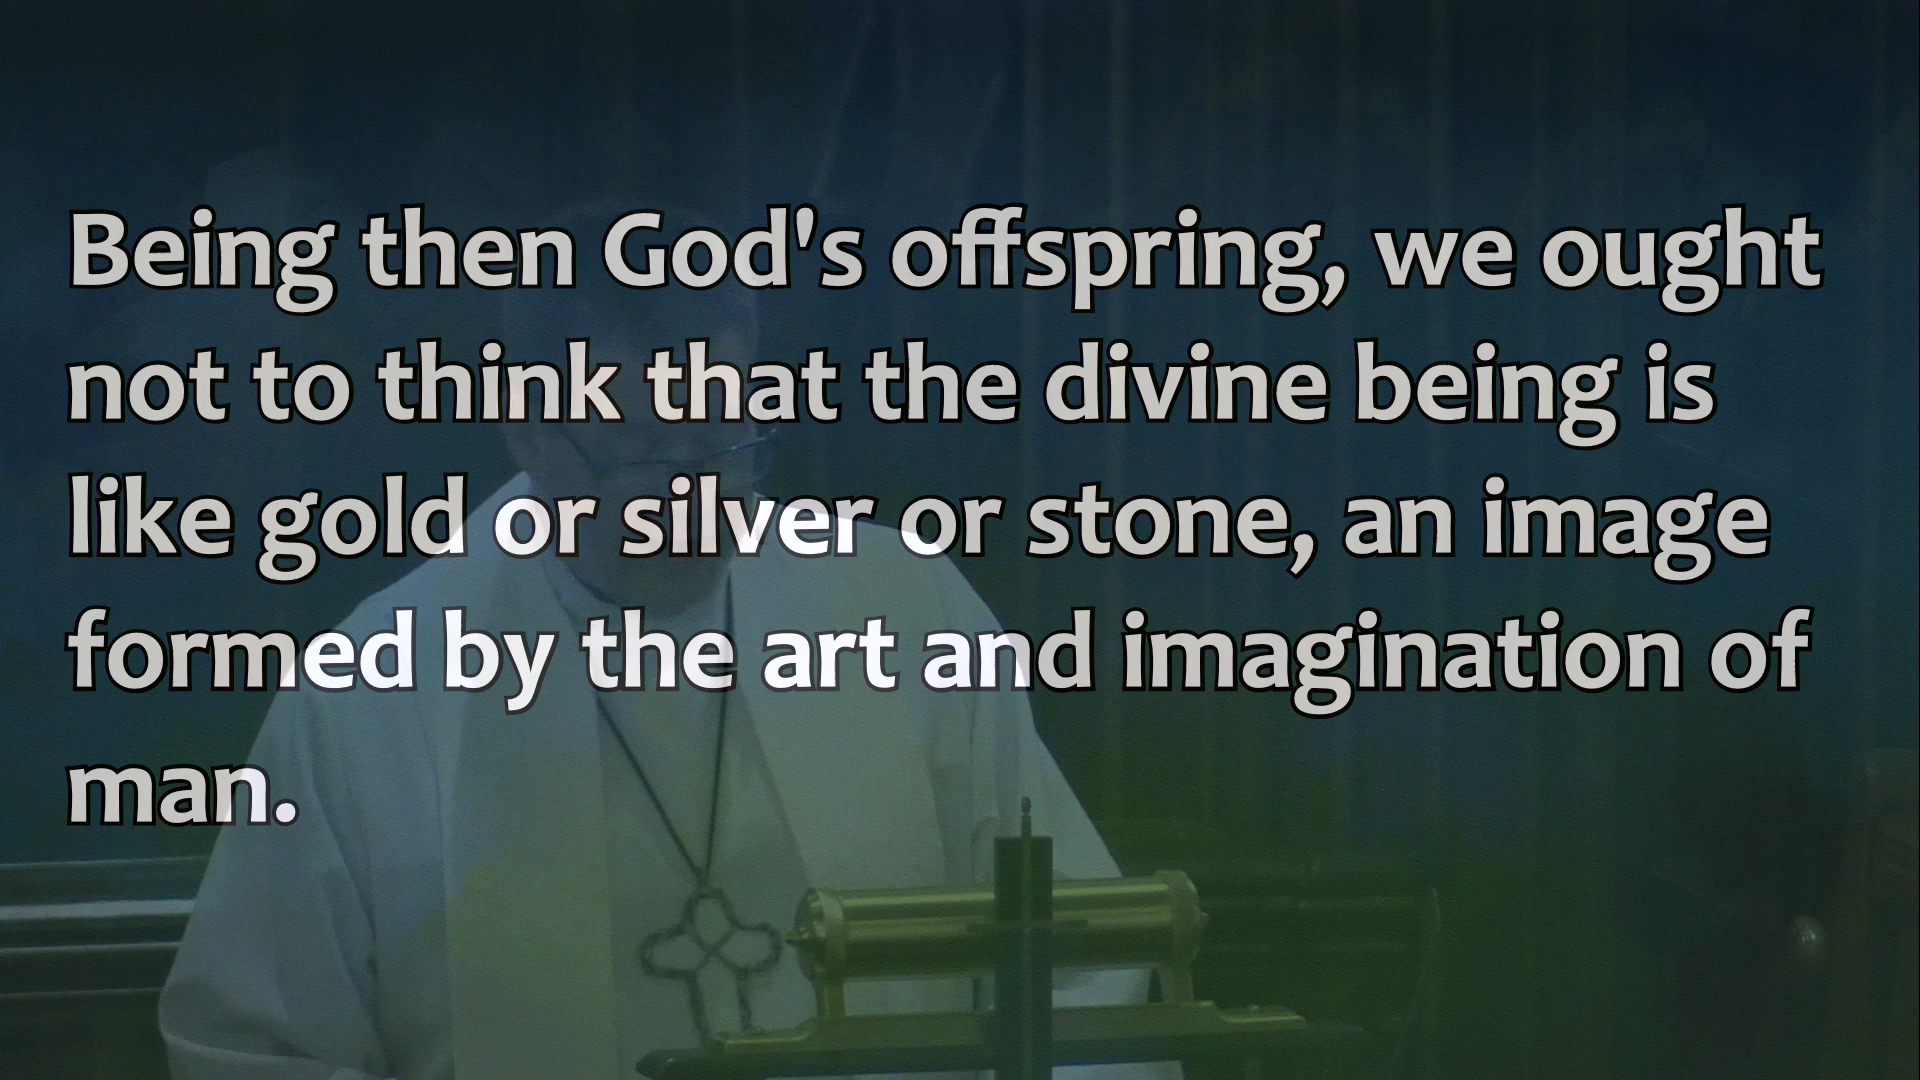 Being then God's offspring, we ought
not to think that the divine being is
like gold or silver or stone, an image
formed by the art and imagination of
man.